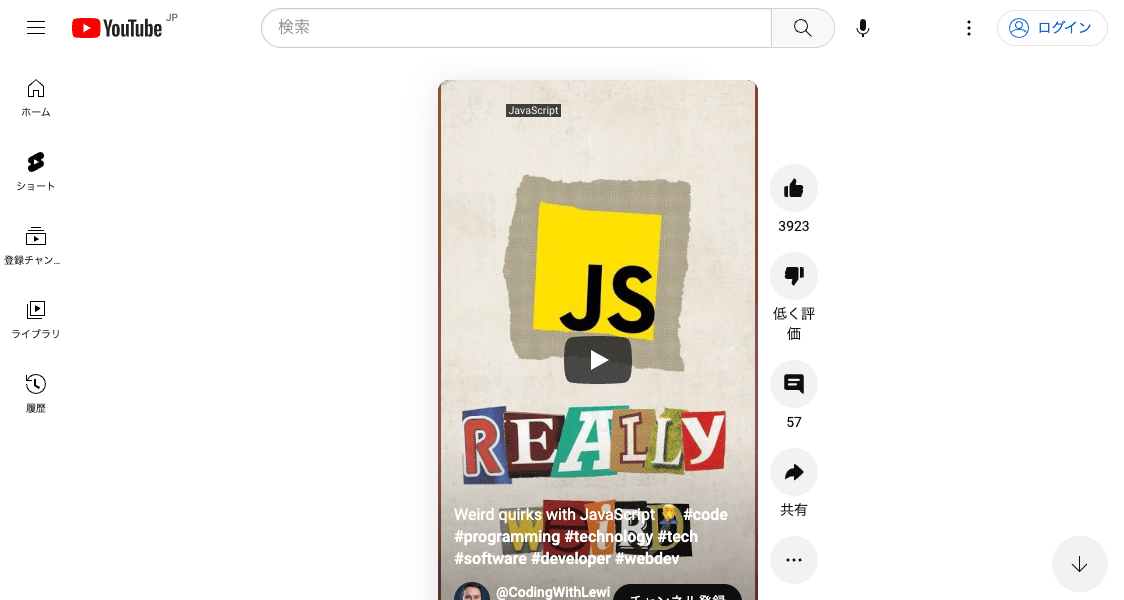 YouTube JP
検索
ログイン
ホーム
ショート
登録チャン...
ライブラリ
履歴
JavaScript
JS
REALLY
WEIRD
Weird quirks with JavaScript 🤦‍♂️ #code
#programming #technology #tech
#software #developer #webdev
@CodingWithLewi
チャンネル登録
3923
低く評
価
57
共有